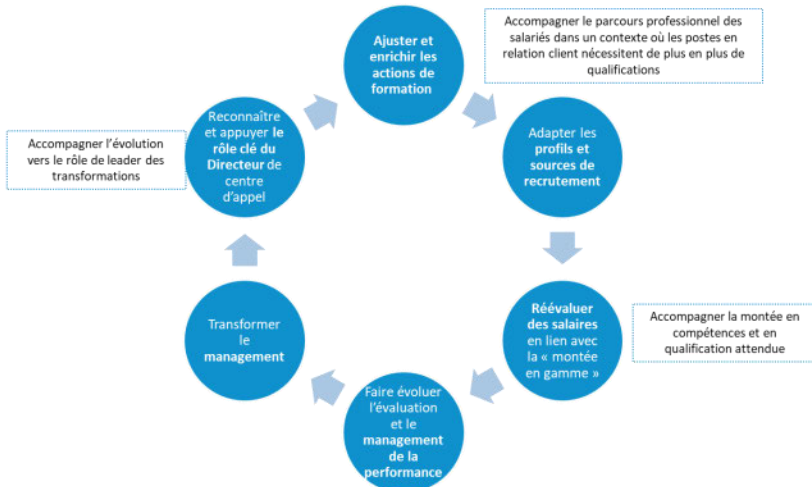 Ajuster et
enrichir les
actions de
formation
Accompagner le parcours professionnel des
salariés dans un contexte où les postes en
relation client nécessitent de plus en plus de
qualifications
Adapter les
profils et
sources de
recrutement
Réévaluer
des salaires
en lien avec
la « montée
en gamme »
Accompagner la montée en
compétences et en
qualification attendue
Faire évoluer
l'évaluation
et le
management
de la
performance
Transformer
le
management
Reconnaître
et appuyer le
rôle clé du
Directeur de
centre
d'appel
Accompagner l'évolution
vers le rôle de leader des
transformations